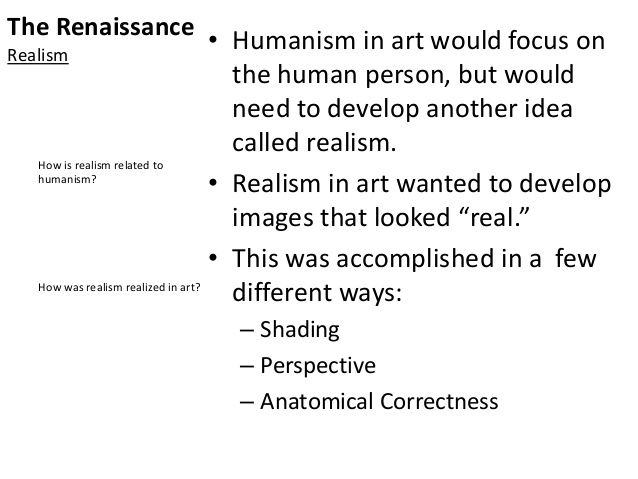 The Renaissance
Realism
How is realism related to
humanism?
How was realism realized in art?
• Humanism in art would focus on
the human person, but would
need to develop another idea
called realism.
• Realism in art wanted to develop
images that looked “real.”
• This was accomplished in a few
different ways:
– Shading
– Perspective
– Anatomical Correctness